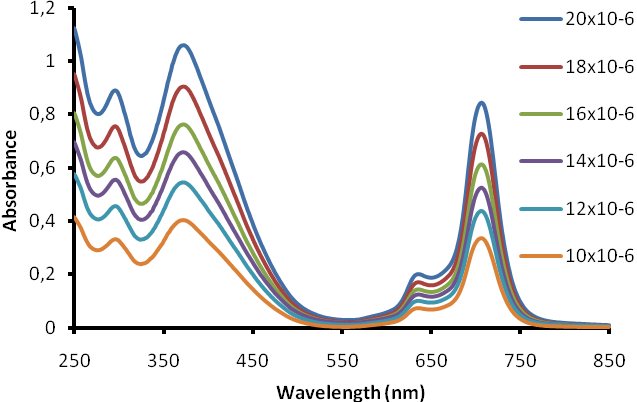 1,2
1
0,8
0,6
0,4
0,2
0
Absorbance
250 350 450 550 650 750 850
Wavelength (nm)
20x10-6
18x10-6
16x10-6
14x10-6
12x10-6
10x10-6